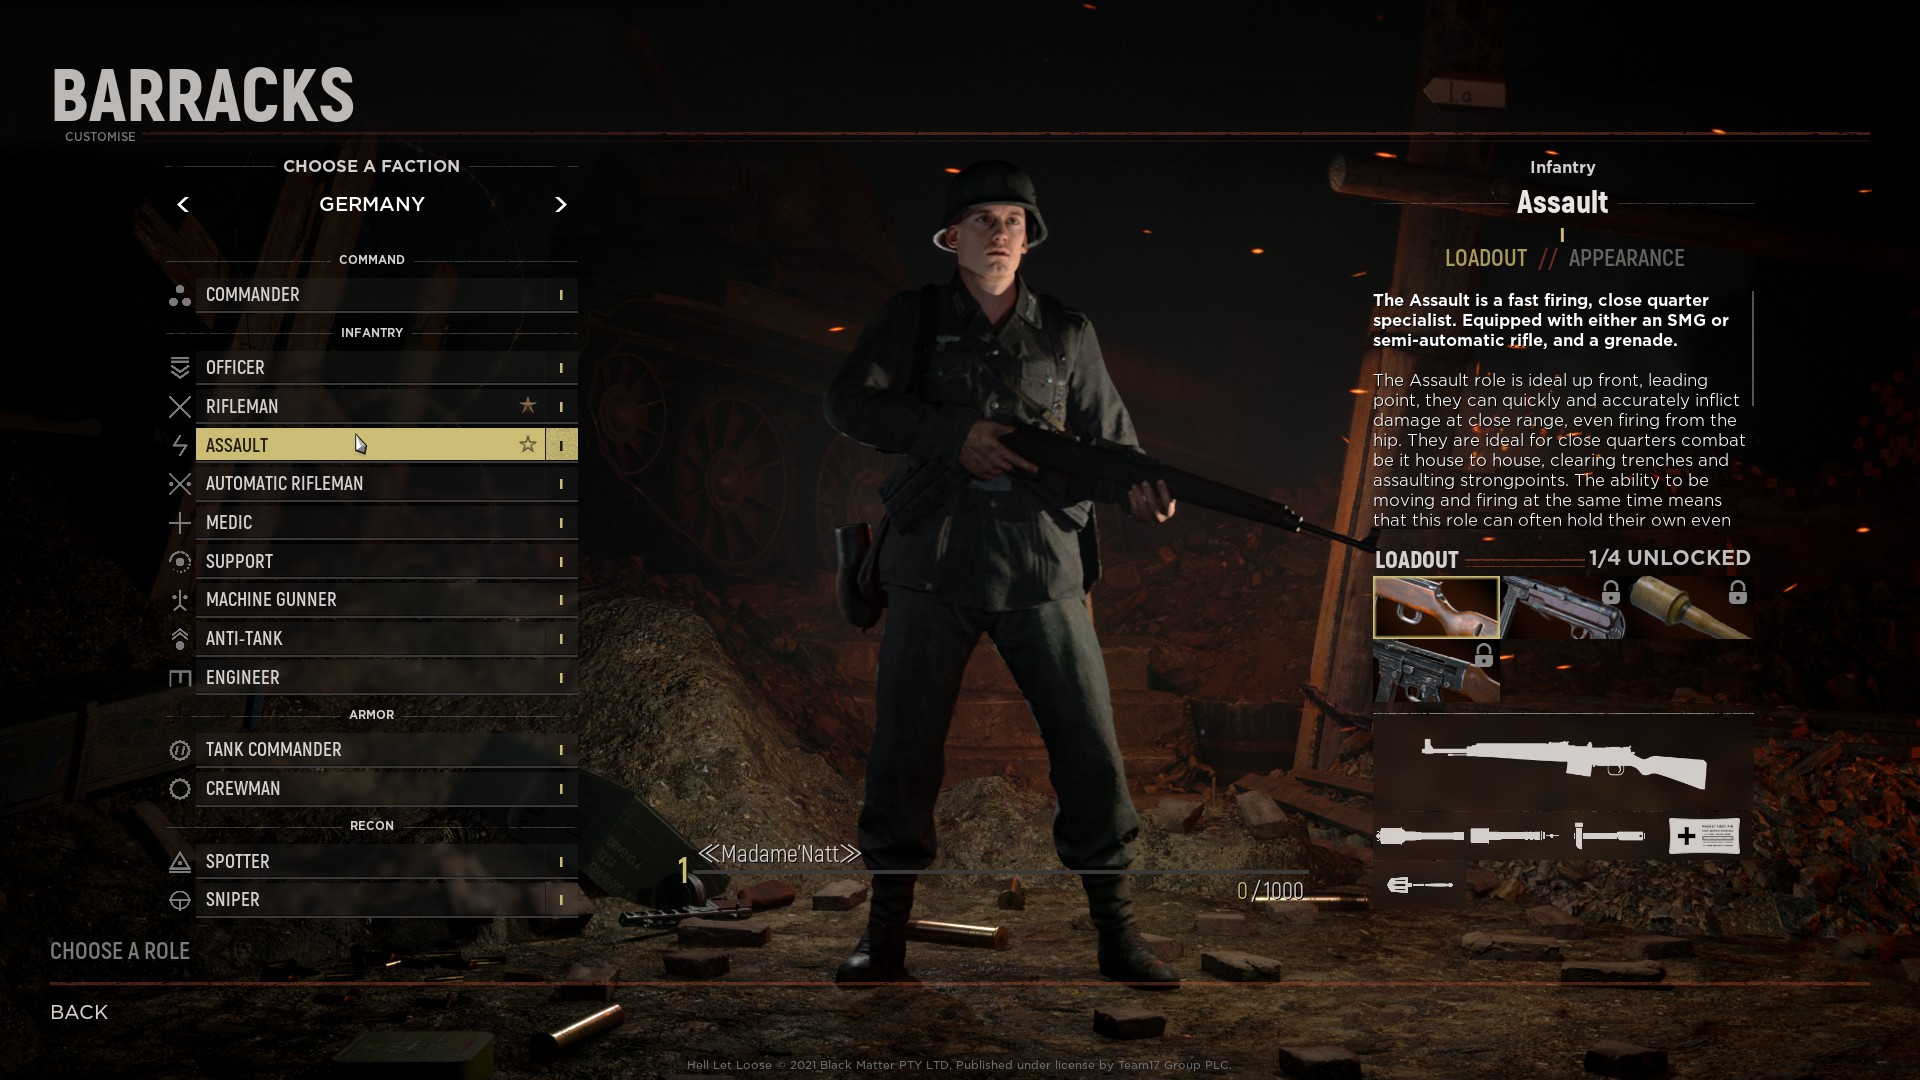 BARRACKS
CUSTOMISE
CHOOSE A FACTION
GERMANY
COMMAND
COMMANDER I
INFANTRY
OFFICER I
RIFLEMAN I
ASSAULT I
AUTOMATIC RIFLEMAN I
MEDIC I
SUPPORT I
MACHINE GUNNER I
ANTI-TANK I
ENGINEER I
ARMOR
TANK COMMANDER I
CREWMAN I
RECON
SPOTTER I
SNIPER I
CHOOSE A ROLE
BACK
1
≪Madame'Natt≫
0/1000
Infantry
Assault
I
LOADOUT // APPEARANCE
The Assault is a fast firing, close quarter
specialist. Equipped with either an SMG or
semi-automatic rifle, and a grenade.
The Assault role is ideal up front, leading
point, they can quickly and accurately inflict
damage at close range, even firing from the
hip. They are ideal for close quarters combat
be it house to house, clearing trenches and
assaulting strongpoints. The ability to be
moving and firing at the same time means
that this role can often hold their own even
LOADOUT 1/4 UNLOCKED
Hell Let Loose © 2021 Black Matter PTY LTD, Published under license by Team17 Group PLC.